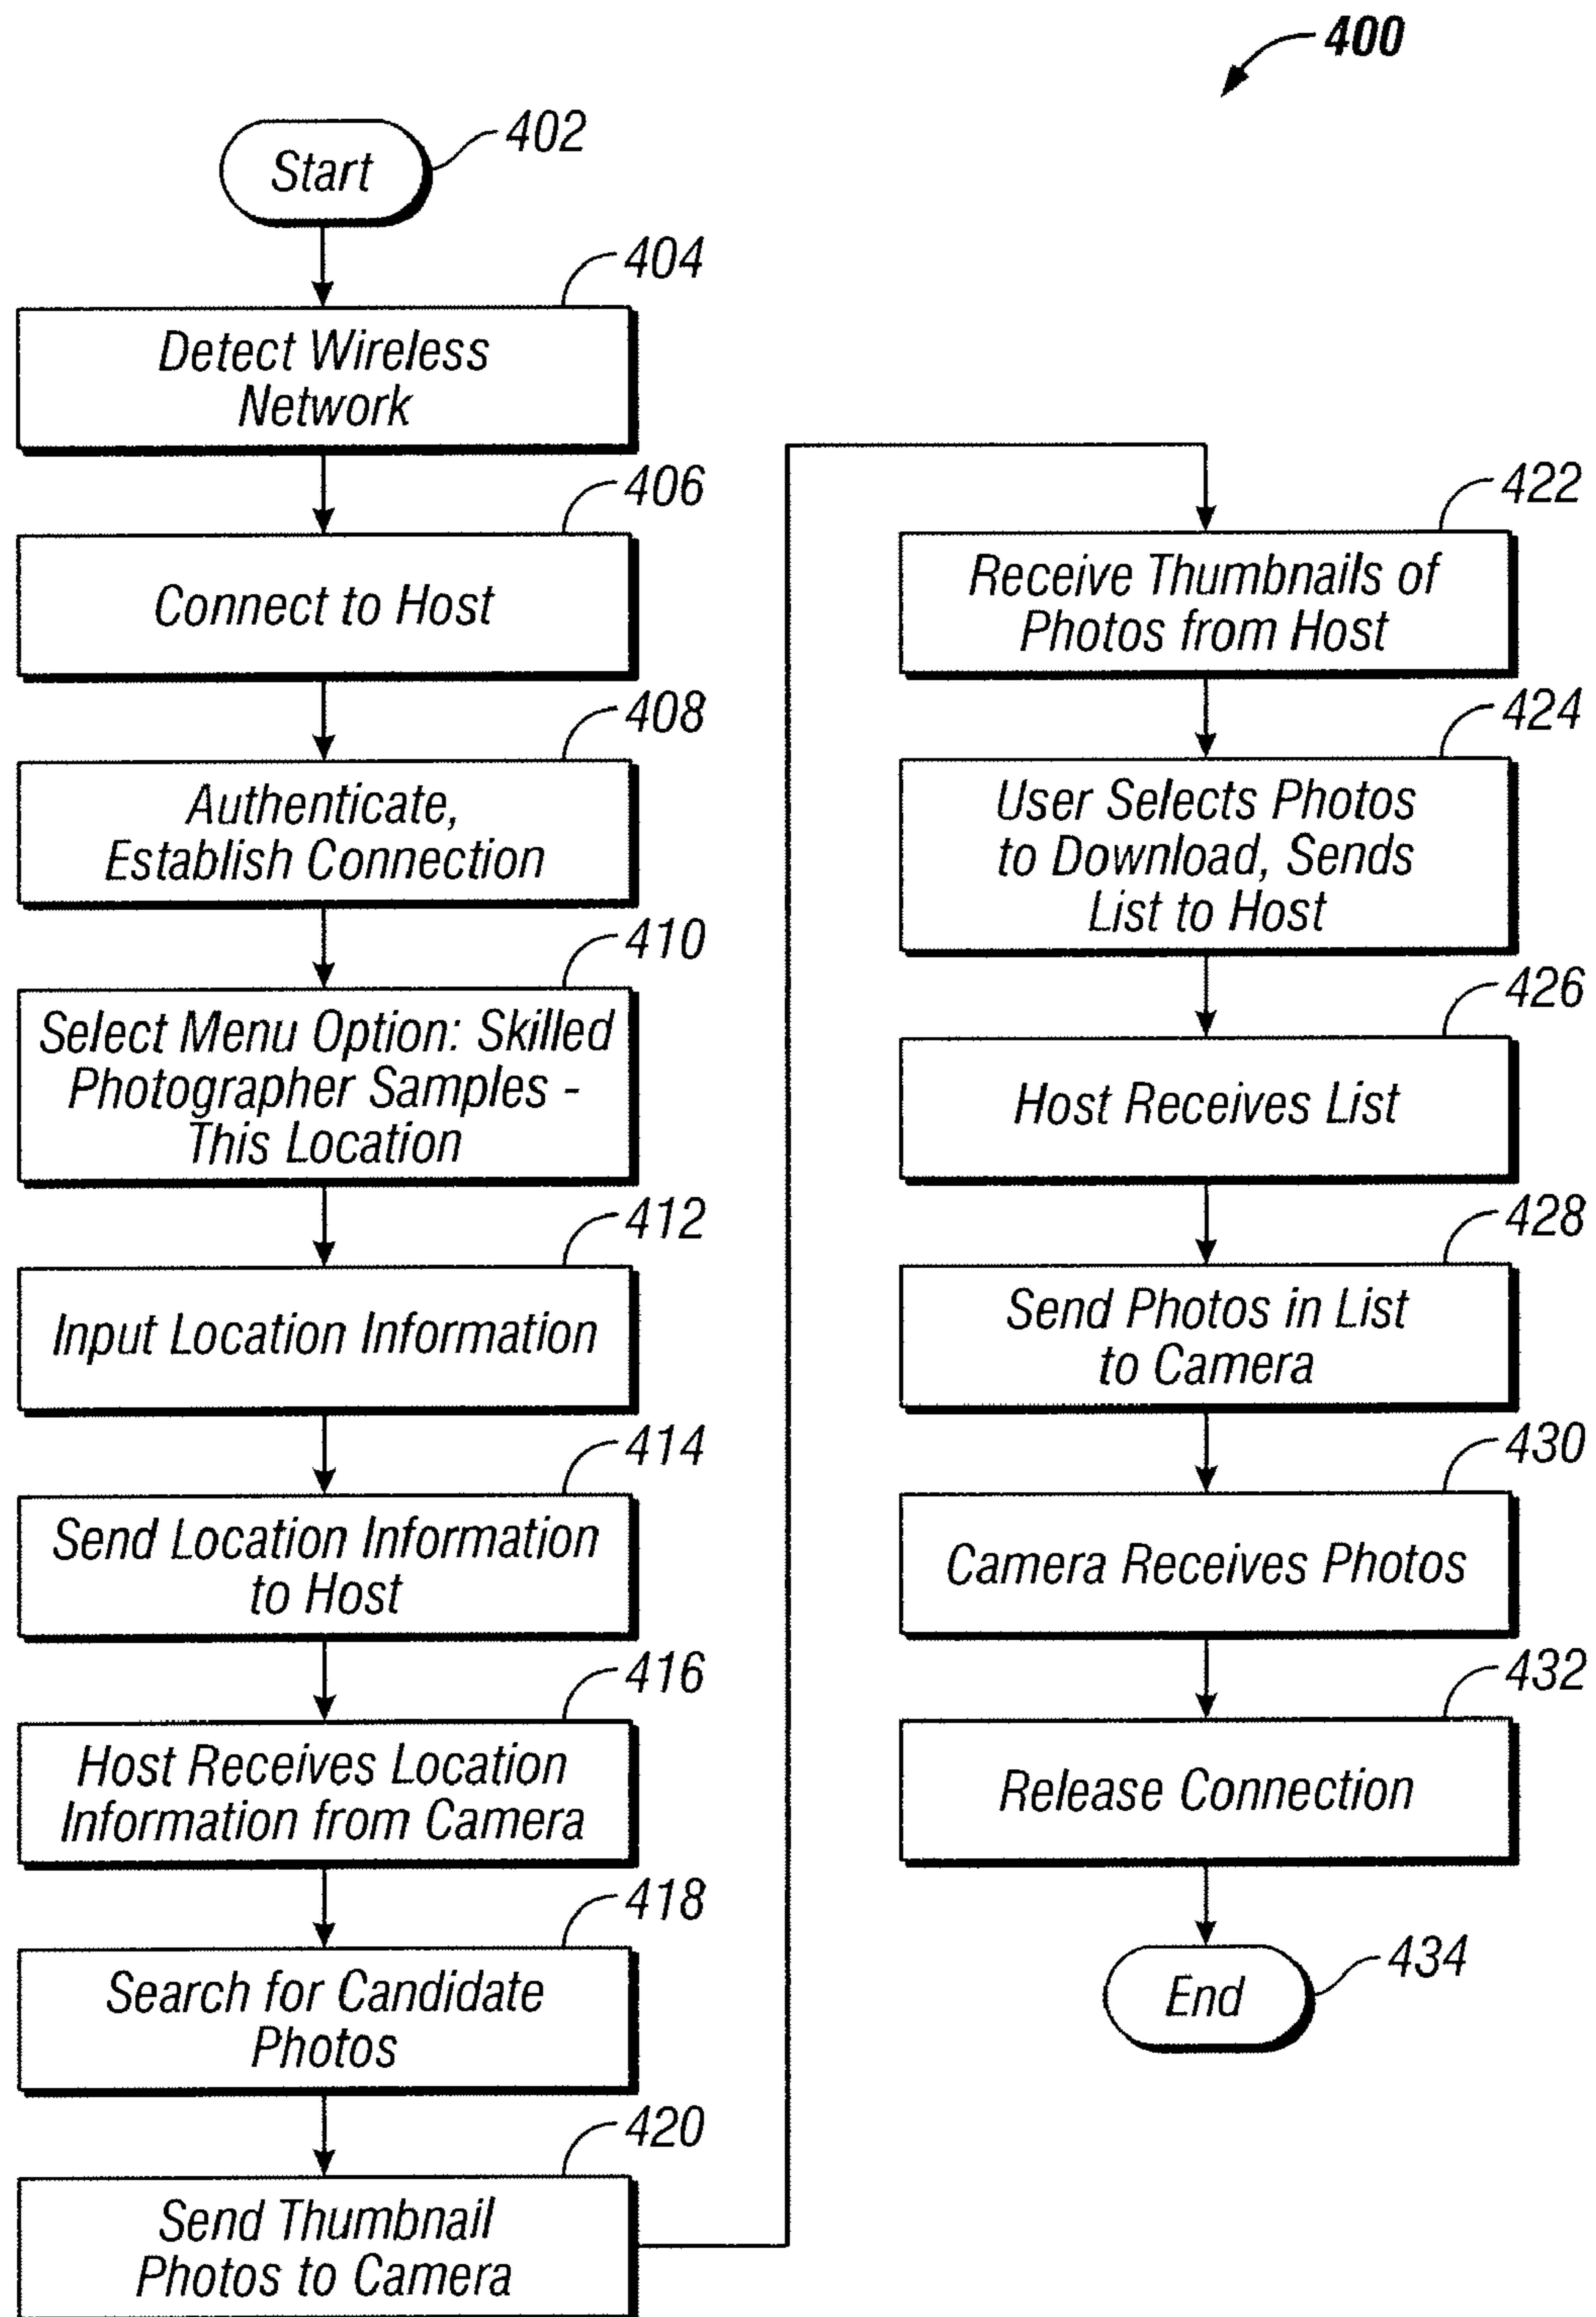 400
Start
402
404
Detect Wireless
Network
406
Connect to Host
408
Authenticate,
Establish Connection
410
Select Menu Option: Skilled
Photographer Samples -
This Location
412
Input Location Information
414
Send Location Information
to Host
416
Host Receives Location
Information from Camera
418
Search for Candidate
Photos
420
Send Thumbnail
Photos to Camera
422
Receive Thumbnails of
Photos from Host
424
User Selects Photos
to Download, Sends
List to Host
426
Host Receives List
428
Send Photos in List
to Camera
430
Camera Receives Photos
432
Release Connection
End
434